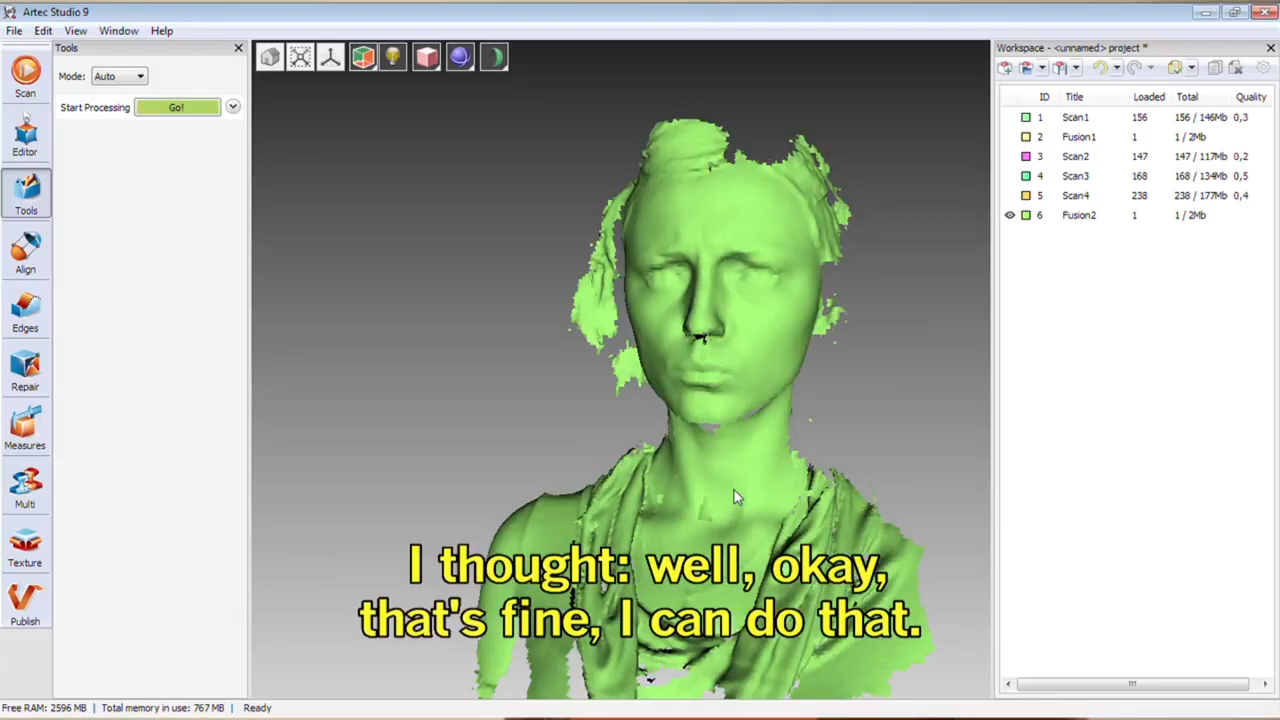 Artec Studio 9
File Edit View Window Help
Tools
Workspace - <unnamed> project *
Mode: Auto
Start Processing Go!
Scan
Editor
Tools
Align
Edges
Repair
Measures
Multi
Texture
Publish
ID Title Loaded Total Quality
1 Scan1 156 156 / 146Mb 0,3
2 Fusion1 1 1 / 2Mb
3 Scan2 147 147 / 117Mb 0,2
4 Scan3 168 168 / 134Mb 0,5
5 Scan4 238 238 / 177Mb 0,4
6 Fusion2 1 1 / 2Mb
I thought: well, okay,
that's fine, I can do that.
Free RAM: 2596 MB | Total memory in use: 767 MB | Ready